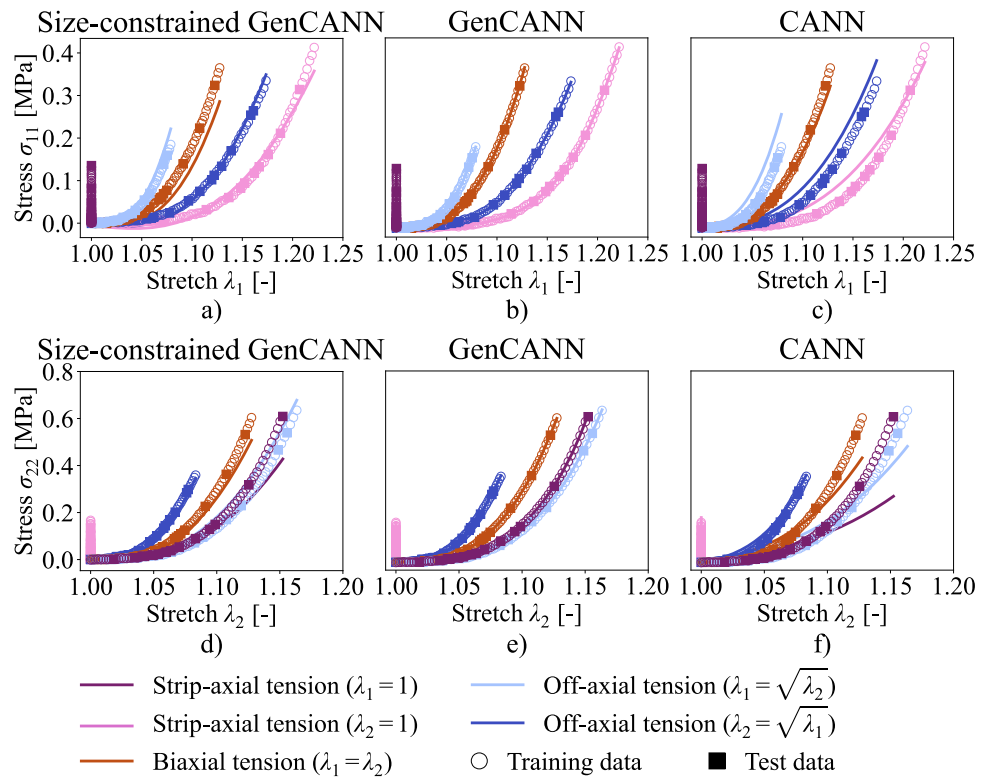 Size-constrained GenCANN GenCANN CANN
Stress σ₁₁ [MPa]
0.4
0.3
0.2
0.1
0.0
1.00 1.05 1.10 1.15 1.20 1.25 1.00 1.05 1.10 1.15 1.20 1.25 1.00 1.05 1.10 1.15 1.20 1.25
Stretch λ₁ [-] Stretch λ₁ [-] Stretch λ₁ [-]
a) b) c)
Size-constrained GenCANN GenCANN CANN
Stress σ₂₂ [MPa]
0.8
0.6
0.4
0.2
0.0
1.00 1.05 1.10 1.15 1.20 1.00 1.05 1.10 1.15 1.20 1.00 1.05 1.10 1.15 1.20
Stretch λ₂ [-] Stretch λ₂ [-] Stretch λ₂ [-]
d) e) f)
Strip-axial tension (λ₁ = 1) Off-axial tension (λ₁ = √λ₂)
Strip-axial tension (λ₂ = 1) Off-axial tension (λ₂ = √λ₁)
Biaxial tension (λ₁ = λ₂) Training data Test data